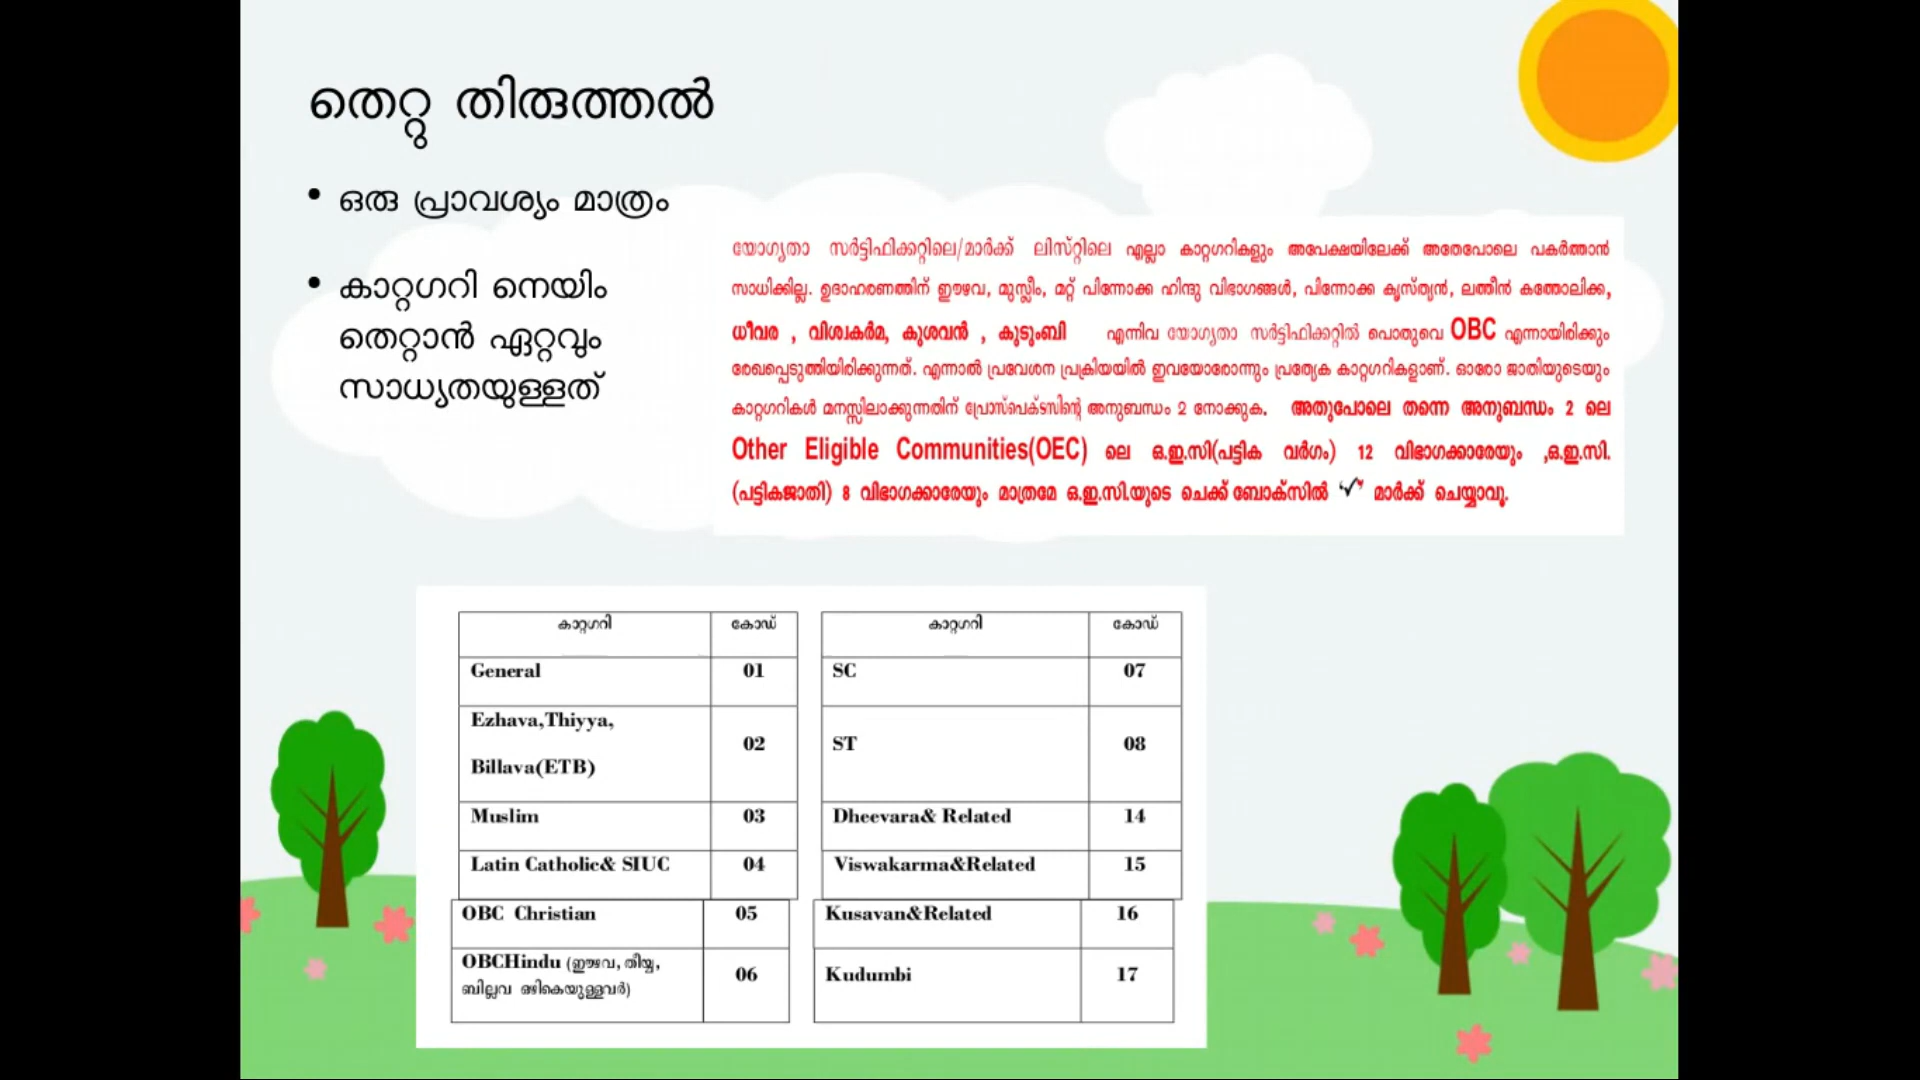 തെറ്റു തിരുത്തൽ
• ഒരു പ്രാവശ്യം മാത്രം
• കാറ്റഗറി നെയിം
തെറ്റാൻ ഏറ്റവും
സാധ്യതയുള്ളത്
യോഗ്യതാ സർട്ടിഫിക്കറ്റിലെ/മാർക്ക് ലിസ്റ്റിലെ എല്ലാ കാറ്റഗറികളും അപേക്ഷയിലേക്ക് അതേപോലെ പകർത്താൻ
സാധിക്കില്ല. ഉദാഹരണത്തിന് ഈഴവ, മുസ്ലീം, മറ്റ് പിന്നോക്ക ഹിന്ദു വിഭാഗങ്ങൾ, പിന്നോക്ക കൃസ്ത്യൻ, ലത്തീൻ കത്തോലിക്ക,
ധീവര , വിശ്വകർമ, കുശവൻ , കുടുംബി എന്നിവ യോഗ്യതാ സർട്ടിഫിക്കറ്റിൽ പൊതുവെ OBC എന്നായിരിക്കും
രേഖപ്പെടുത്തിയിരിക്കുന്നത്. എന്നാൽ പ്രവേശന പ്രക്രിയയിൽ ഇവയോരോന്നും പ്രത്യേക കാറ്റഗറികളാണ്. ഓരോ ജാതിയുടെയും
കാറ്റഗറികൾ മനസ്സിലാക്കുന്നതിന് പ്രോസ്പെക്ടസിന്റെ അനുബന്ധം 2 നോക്കുക. അതുപോലെ തന്നെ അനുബന്ധം 2 ലെ
Other Eligible Communities(OEC) ലെ ഒ.ഇ.സി(പട്ടിക വർഗം) 12 വിഭാഗക്കാരേയും ,ഒ.ഇ.സി.
(പട്ടികജാതി) 8 വിഭാഗക്കാരേയും മാത്രമേ ഒ.ഇ.സി.യുടെ ചെക്ക് ബോക്സിൽ ‘✓’ മാർക്ക് ചെയ്യാവൂ.
കാറ്റഗറി കോഡ് കാറ്റഗറി കോഡ്
General 01 SC 07
Ezhava,Thiyya,
Billava(ETB) 02 ST 08
Muslim 03 Dheevara& Related 14
Latin Catholic& SIUC 04 Viswakarma&Related 15
OBC Christian 05 Kusavan&Related 16
OBCHindu (ഈഴവ, തീയ്യ,
ബില്ലവ ഒഴികെയുള്ളവർ) 06 Kudumbi 17